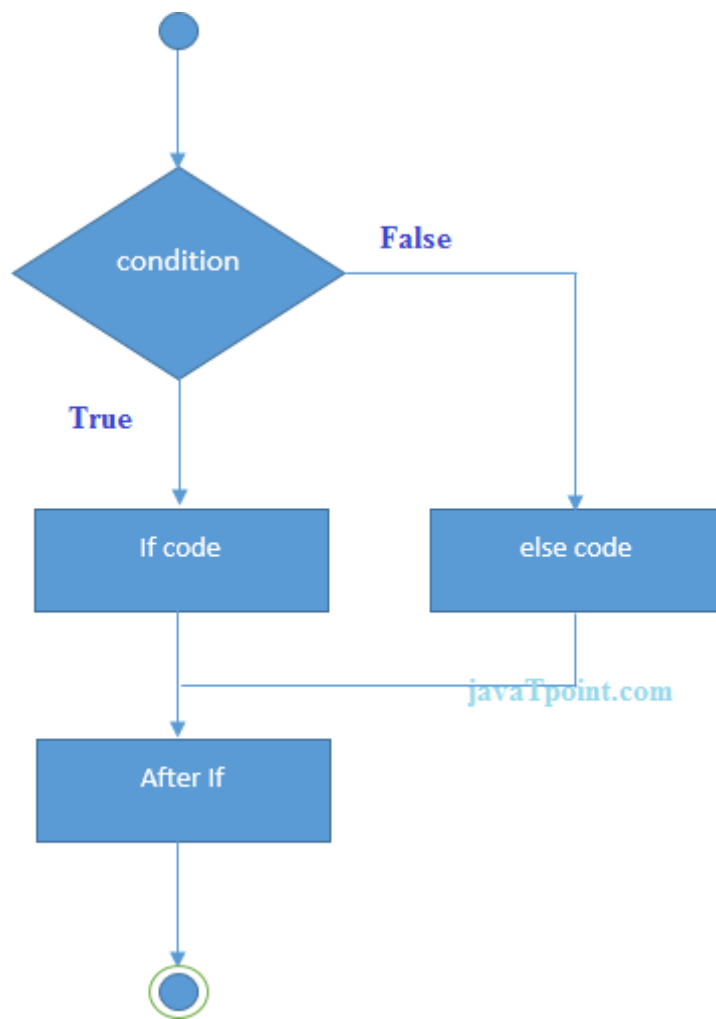 condition
False
True
If code
else code
javaTpoint.com
After If